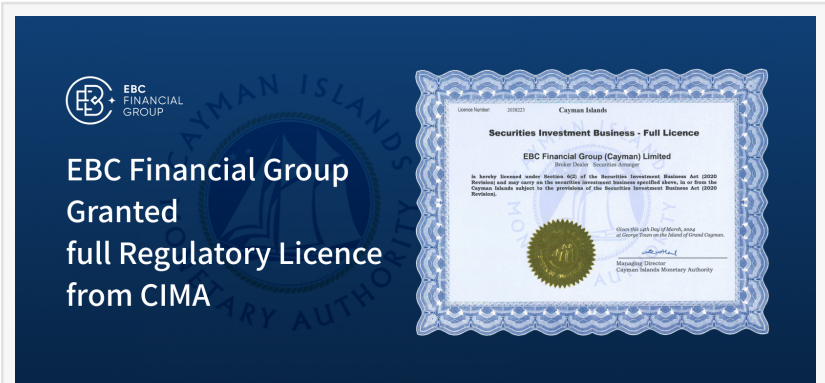 EBC
FINANCIAL
GROUP
EBC Financial Group
Granted
full Regulatory Licence
from CIMA
CAYMAN ISLANDS
MONETARY AUTHORITY
Licence Number: 2038223
Cayman Islands
Securities Investment Business - Full Licence
EBC Financial Group (Cayman) Limited
Broker Dealer Securities Arranger
is hereby licensed under Section 6(2) of the Securities Investment Business Act (2020
Revision) and may carry on the securities investment business specified above, in or from the
Cayman Islands subject to the provisions of the Securities Investment Business Act (2020
Revision).
Given this 14th Day of March, 2024
at George Town on the Island of Grand Cayman.
Managing Director
Cayman Islands Monetary Authority